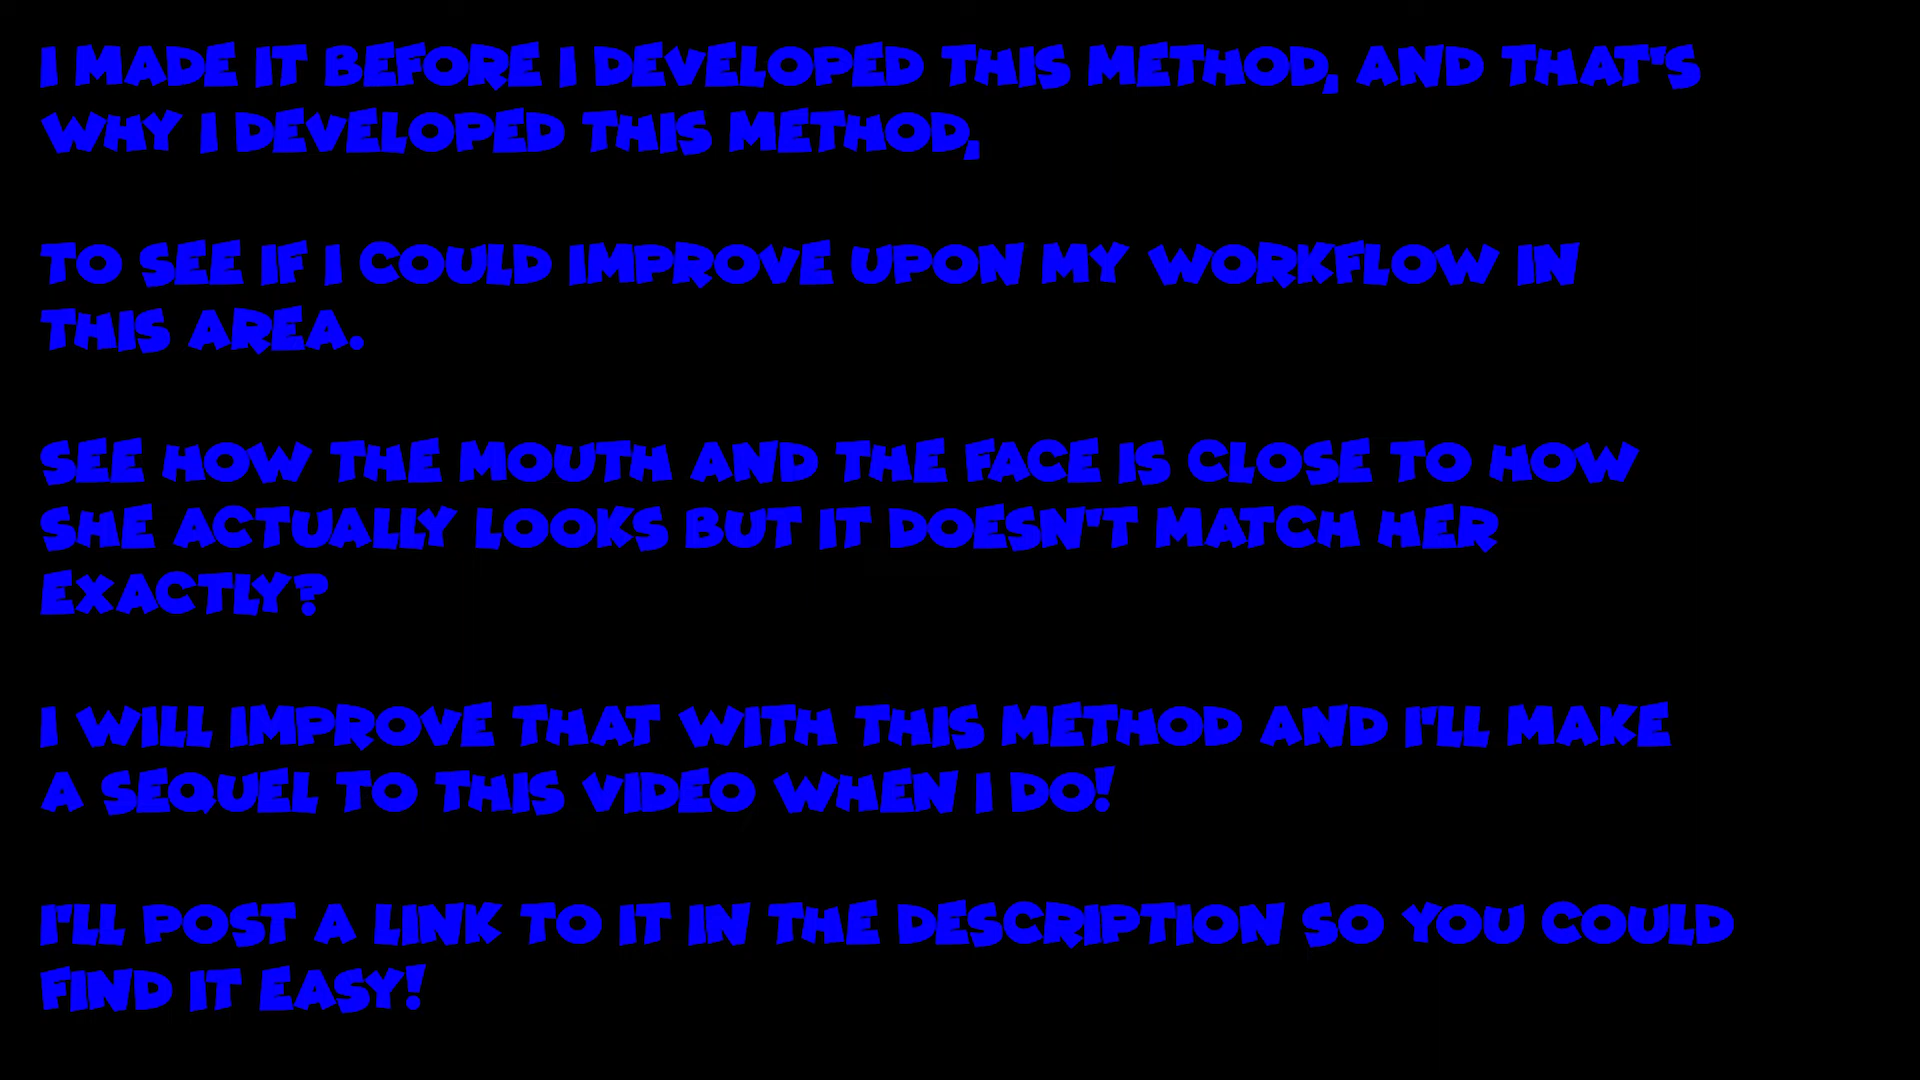 I MADE IT BEFORE I DEVELOPED THIS METHOD, AND THAT'S
WHY I DEVELOPED THIS METHOD,
TO SEE IF I COULD IMPROVE UPON MY WORKFLOW IN
THIS AREA.
SEE HOW THE MOUTH AND THE FACE IS CLOSE TO HOW
SHE ACTUALLY LOOKS BUT IT DOESN'T MATCH HER
EXACTLY?
I WILL IMPROVE THAT WITH THIS METHOD AND I'LL MAKE
A SEQUEL TO THIS VIDEO WHEN I DO!
I'LL POST A LINK TO IT IN THE DESCRIPTION SO YOU COULD
FIND IT EASY!